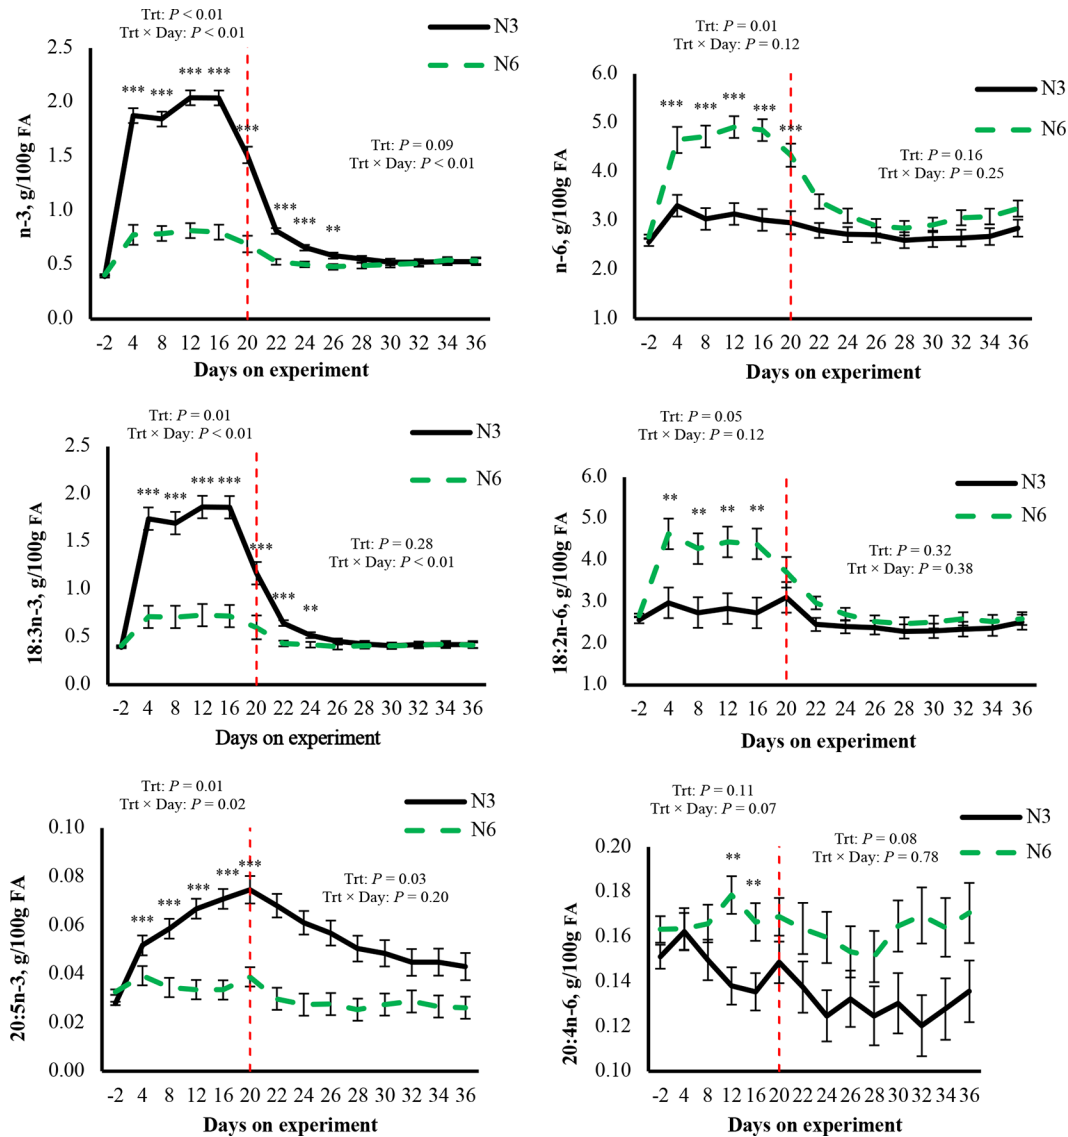 Trt: P < 0.01
Trt × Day: P < 0.01
N3
N6
2.5
2.0
1.5
1.0
0.5
0.0
n-3, g/100g FA
*** *** *** *** *** *** *** **
Trt: P = 0.09
Trt × Day: P < 0.01
-2 4 8 12 16 20 22 24 26 28 30 32 34 36
Days on experiment
Trt: P = 0.01
Trt × Day: P = 0.12
N3
N6
6.0
5.0
4.0
3.0
2.0
1.0
n-6, g/100g FA
*** *** *** *** ***
Trt: P = 0.16
Trt × Day: P = 0.25
-2 4 8 12 16 20 22 24 26 28 30 32 34 36
Days on experiment
Trt: P = 0.01
Trt × Day: P < 0.01
N3
N6
2.5
2.0
1.5
1.0
0.5
0.0
18:3n-3, g/100g FA
*** *** *** *** *** *** **
Trt: P = 0.28
Trt × Day: P < 0.01
-2 4 8 12 16 20 22 24 26 28 30 32 34 36
Days on experiment
Trt: P = 0.05
Trt × Day: P = 0.12
N3
N6
6.0
5.0
4.0
3.0
2.0
1.0
18:2n-6, g/100g FA
** ** ** **
Trt: P = 0.32
Trt × Day: P = 0.38
-2 4 8 12 16 20 22 24 26 28 30 32 34 36
Days on experiment
Trt: P = 0.01
Trt × Day: P = 0.02
N3
N6
0.10
0.08
0.06
0.04
0.02
0.00
20:5n-3, g/100g FA
*** *** *** *** ***
Trt: P = 0.03
Trt × Day: P = 0.20
-2 4 8 12 16 20 22 24 26 28 30 32 34 36
Days on experiment
Trt: P = 0.11
Trt × Day: P = 0.07
N3
N6
0.20
0.18
0.16
0.14
0.12
0.10
20:4n-6, g/100g FA
** **
Trt: P = 0.08
Trt × Day: P = 0.78
-2 4 8 12 16 20 22 24 26 28 30 32 34 36
Days on experiment